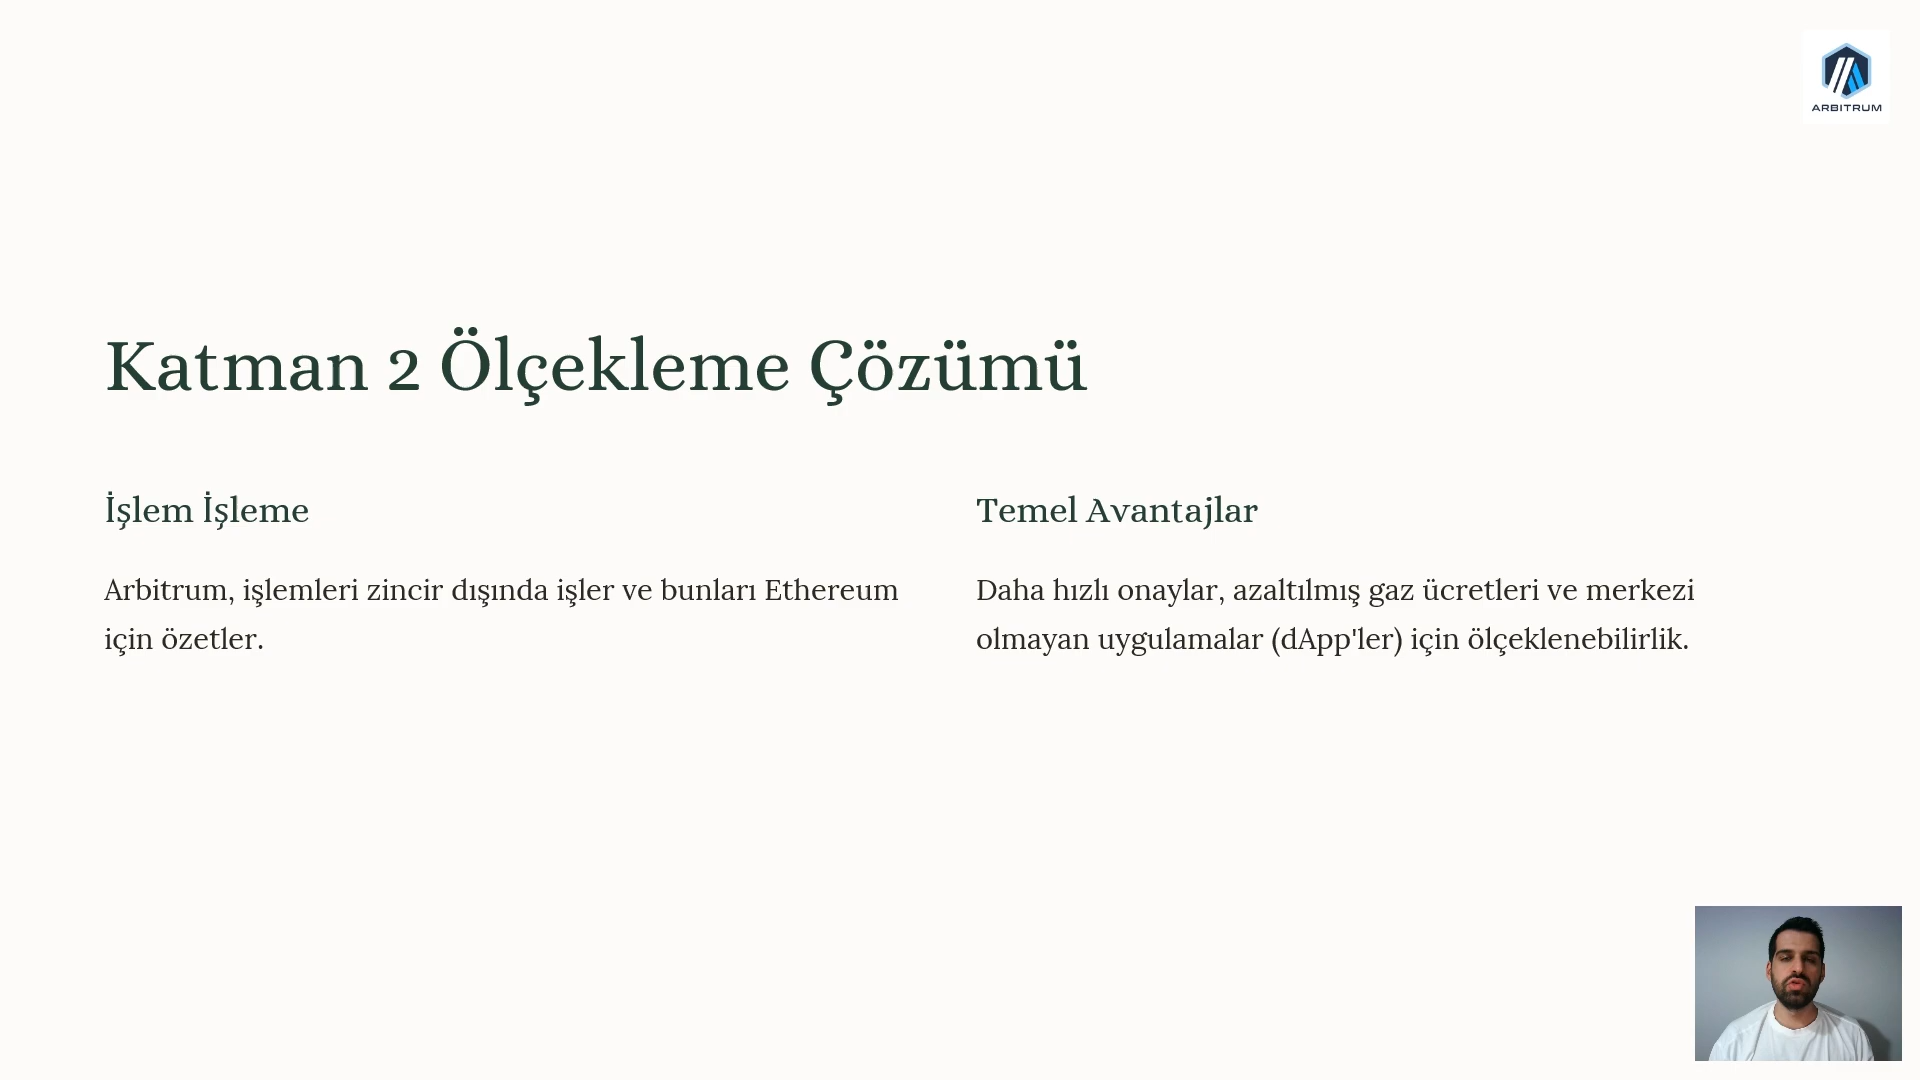 ARBITRUM
Katman 2 Ölçekleme Çözümü
İşlem İşleme
Arbitrum, işlemleri zincir dışında işler ve bunları Ethereum
için özetler.
Temel Avantajlar
Daha hızlı onaylar, azaltılmış gaz ücretleri ve merkezi
olmayan uygulamalar (dApp'ler) için ölçeklenebilirlik.